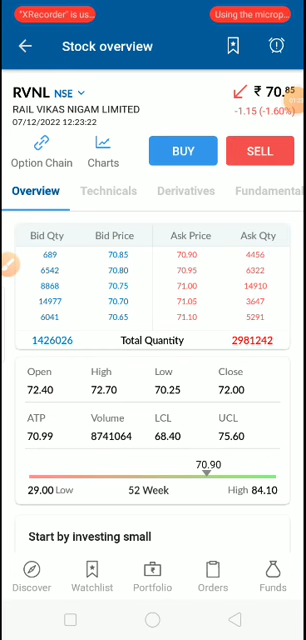 "XRecorder" is us...
Using the microp...
Stock overview
RVNL NSE
₹ 70.85
RAIL VIKAS NIGAM LIMITED
-1.15 (-1.60%)
07/12/2022 12:23:22
Option Chain
Charts
BUY
SELL
Overview Technicals Derivatives Fundamenta
Bid Qty Bid Price Ask Price Ask Qty
689 70.85 70.90 4456
6542 70.80 70.95 6322
8868 70.75 71.00 14910
14977 70.70 71.05 3647
6041 70.65 71.10 5291
1426026 Total Quantity 2981242
Open High Low Close
72.40 72.70 70.25 72.00
ATP Volume LCL UCL
70.99 8741064 68.40 75.60
70.90
29.00 Low 52 Week High 84.10
Start by investing small
Discover Watchlist Portfolio Orders Funds